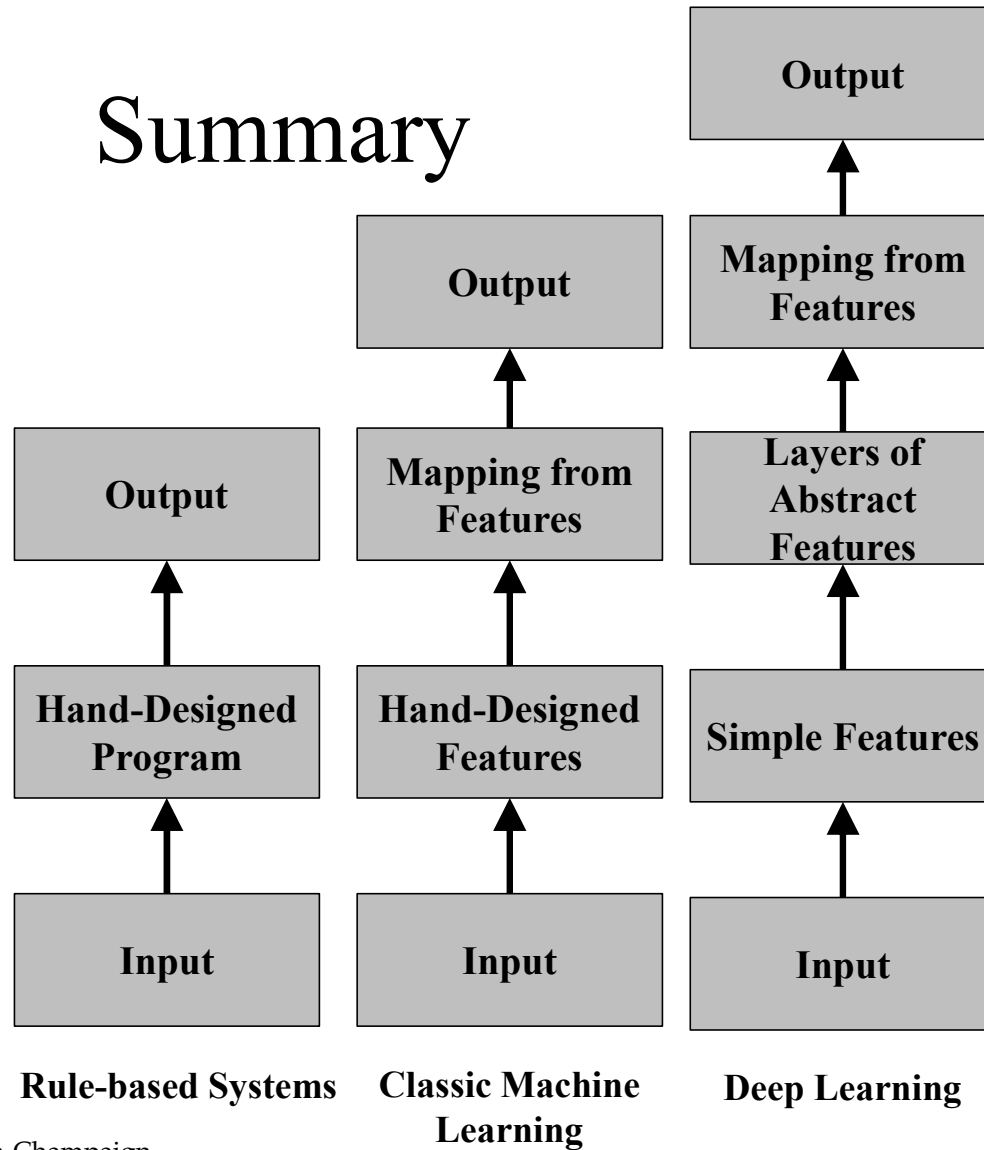 Summary
Output
Hand-Designed
Program
Input
Rule-based Systems
Output
Mapping from
Features
Hand-Designed
Features
Input
Classic Machine
Learning
Output
Mapping from
Features
Layers of
Abstract
Features
Simple Features
Input
Deep Learning